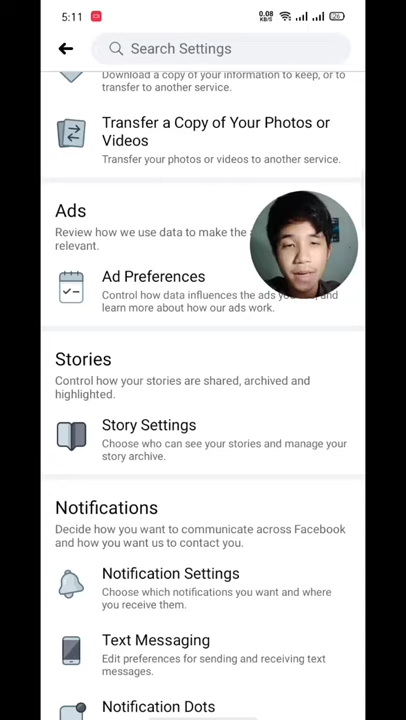 5:11
0.08
KB/S
26
Search Settings
Download a copy of your information to keep, or to
transfer to another service.
Transfer a Copy of Your Photos or
Videos
Transfer your photos or videos to another service.
Ads
Review how we use data to make the
relevant.
Ad Preferences
Control how data influences the ads you and
learn more about how our ads work.
Stories
Control how your stories are shared, archived and
highlighted.
Story Settings
Choose who can see your stories and manage your
story archive.
Notifications
Decide how you want to communicate across Facebook
and how you want us to contact you.
Notification Settings
Choose which notifications you want and where
you receive them.
Text Messaging
Edit preferences for sending and receiving text
messages.
Notification Dots